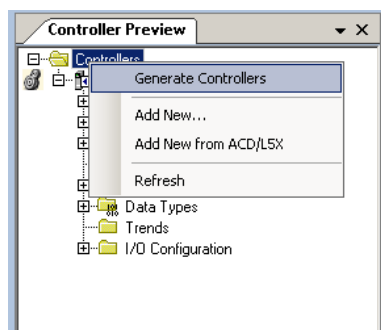 Controller Preview
Controllers
Generate Controllers
Add New...
Add New from ACD/L5X
Refresh
Data Types
Trends
I/O Configuration